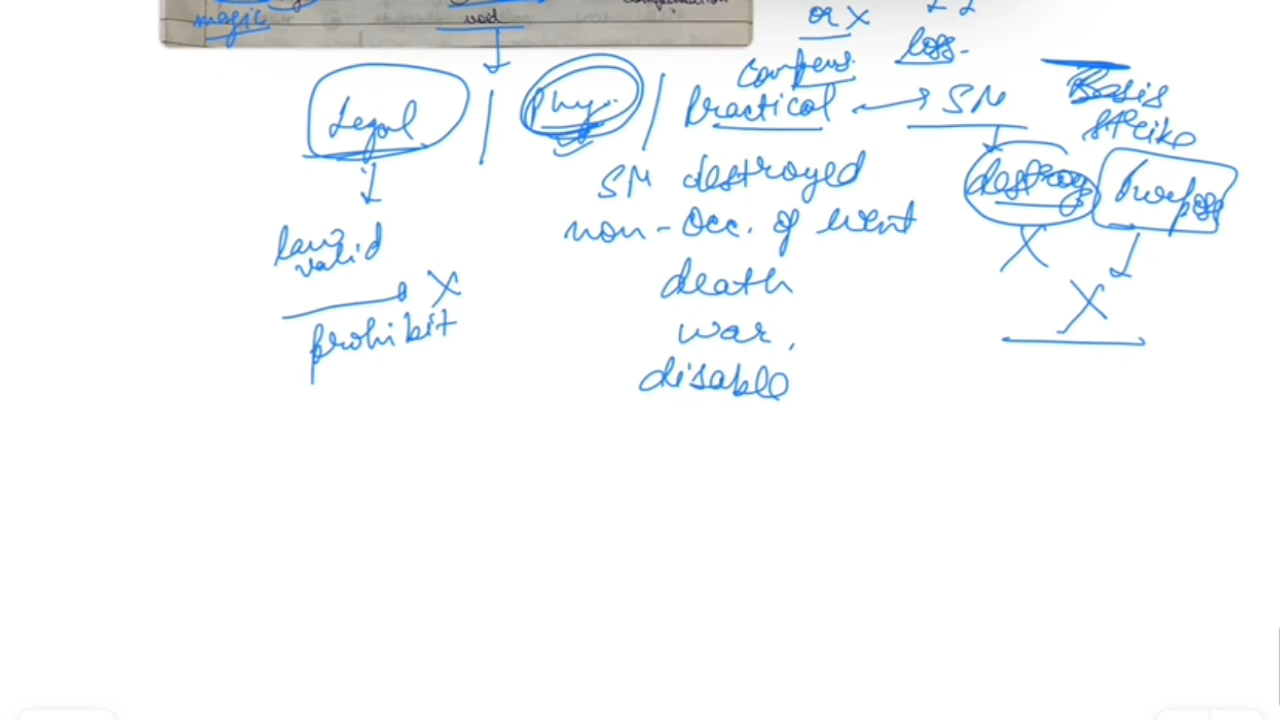 magic
void
or X
loss.
compens.
Legal | Phy. | Practical → SM
Basis
strike
SM destroyed
destroy
Purpose
non-Occ. of event
law
valid
X
X
death
X
prohibit
war,
disable